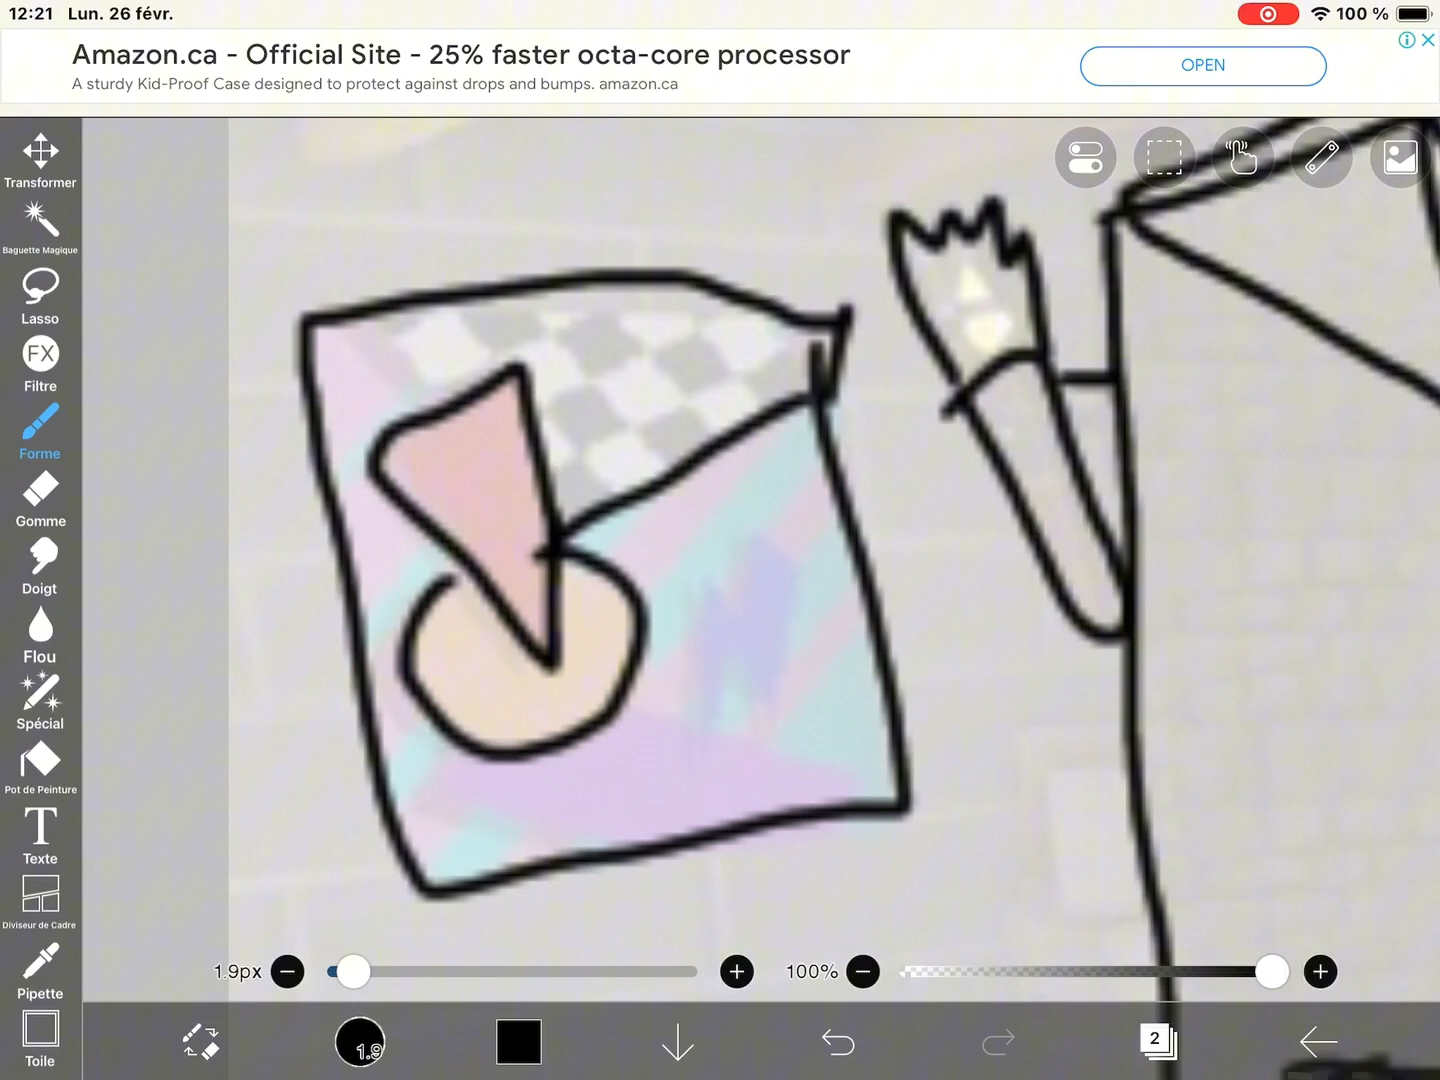 12:21 Lun. 26 févr.
100 %
Amazon.ca - Official Site - 25% faster octa-core processor
A sturdy Kid-Proof Case designed to protect against drops and bumps. amazon.ca
OPEN
Transformer
Baguette Magique
Lasso
FX
Filtre
Forme
Gomme
Doigt
Flou
Spécial
Pot de Peinture
T
Texte
Diviseur de Cadre
Pipette
Toile
1.9px
100%
1.9
2